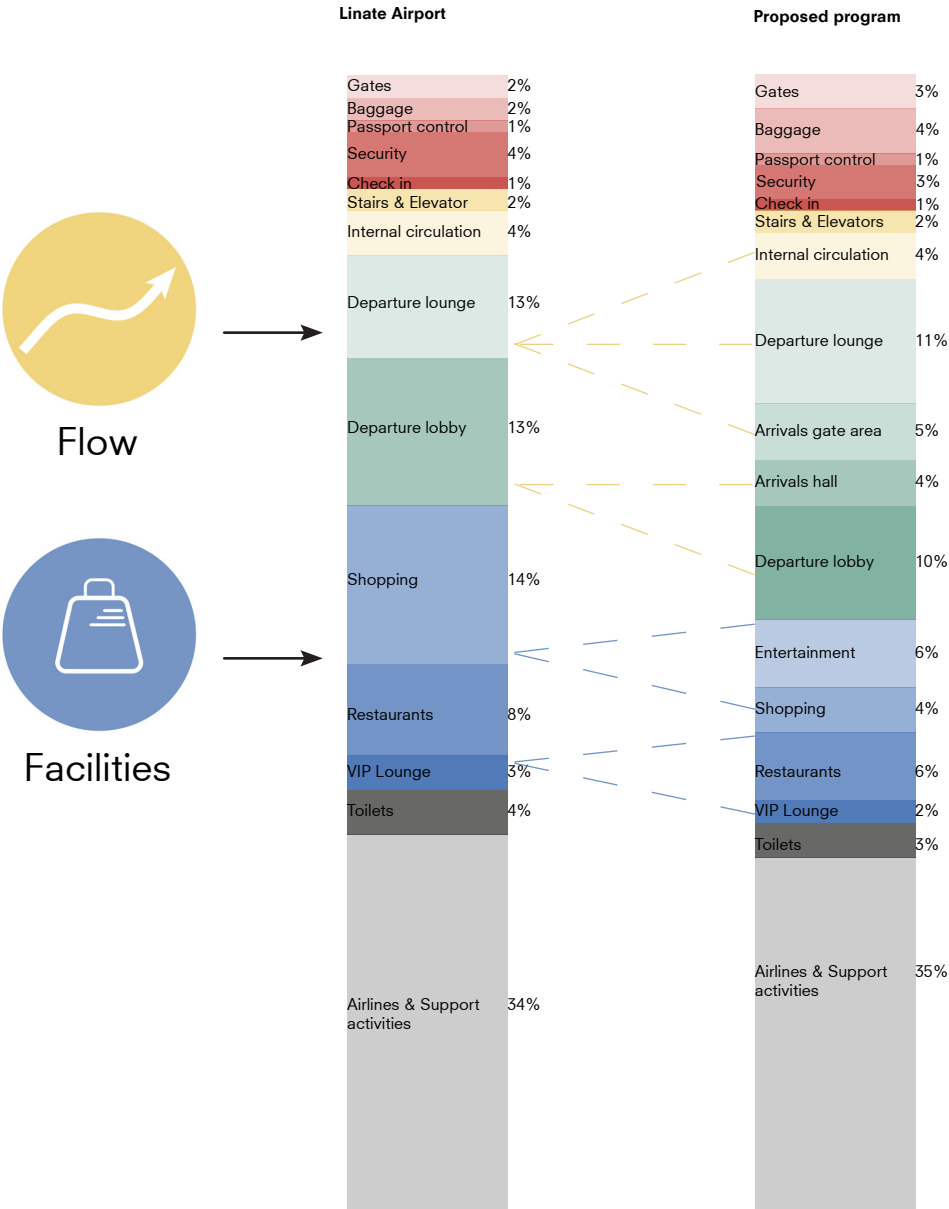 Linate Airport
Proposed program
Gates 2%
Baggage 2%
Passport control 1%
Security 4%
Check in 1%
Stairs & Elevator 2%
Internal circulation 4%
Departure lounge 13%
Departure lobby 13%
Shopping 14%
Restaurants 8%
VIP Lounge 3%
Toilets 4%
Airlines & Support 34%
activities
Gates 3%
Baggage 4%
Passport control 1%
Security 3%
Check in 1%
Stairs & Elevators 2%
Internal circulation 4%
Departure lounge 11%
Arrivals gate area 5%
Arrivals hall 4%
Departure lobby 10%
Entertainment 6%
Shopping 4%
Restaurants 6%
VIP Lounge 2%
Toilets 3%
Airlines & Support 35%
activities
Flow
Facilities